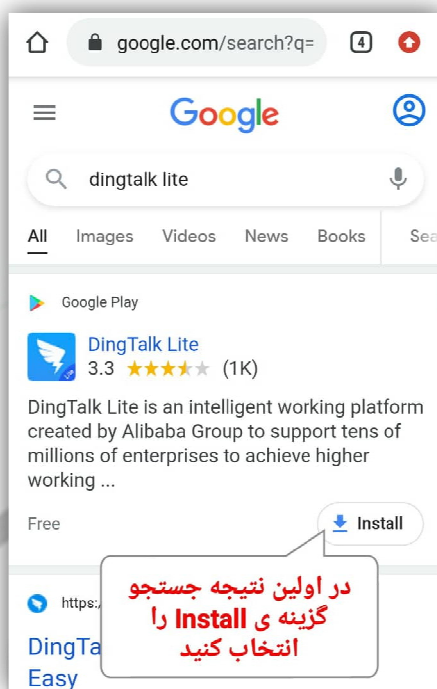 google.com/search?q=
4
Google
dingtalk lite
All Images Videos News Books Sea
Google Play
DingTalk Lite
Lite
3.3 (1K)
DingTalk Lite is an intelligent working platform
created by Alibaba Group to support tens of
millions of enterprises to achieve higher
working ...
Free
Install
در اولین نتیجه جستجو
گزینه ی Install را
انتخاب کنید
https:
DingTa
Easy